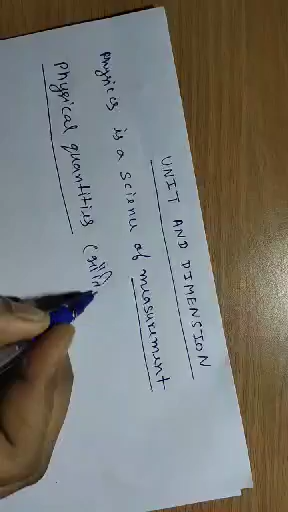 UNIT AND DIMENSION
Physics is a science of measurement
Physical quantities (